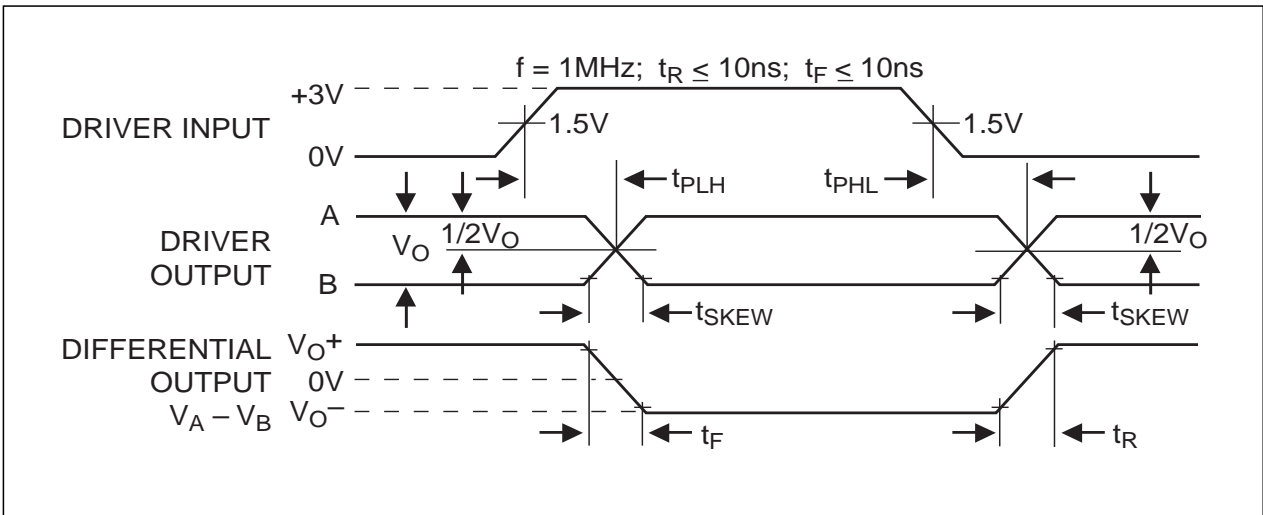 f = 1MHz; tR ≤ 10ns; tF ≤ 10ns
+3V
DRIVER INPUT
1.5V
1.5V
0V
tPLH
tPHL
A
DRIVER
OUTPUT
VO
1/2VO
1/2VO
B
tSKEW
tSKEW
DIFFERENTIAL
OUTPUT
VA – VB
VO+
0V
VO–
tF
tR